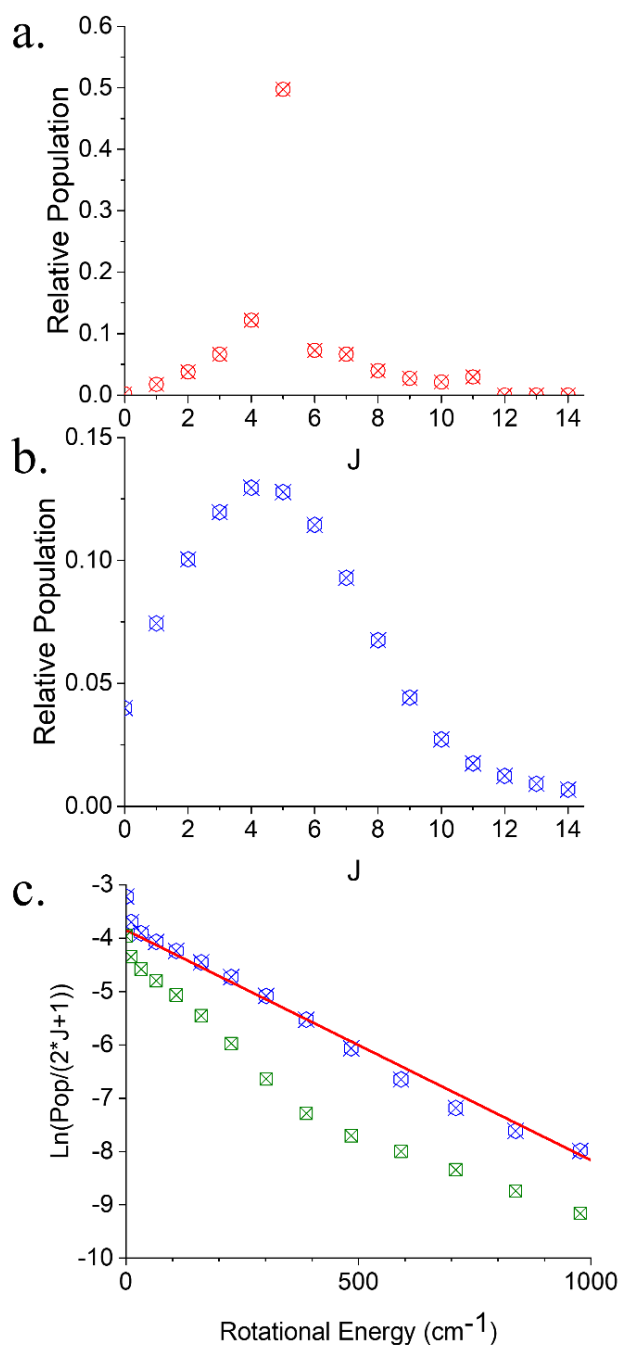 a.
0.6
0.5
0.4
0.3
0.2
0.1
0.0
Relative Population
0 2 4 6 8 10 12 14
J
b.
0.15
0.10
0.05
0.00
Relative Population
0 2 4 6 8 10 12 14
J
c.
-3
-4
-5
-6
-7
-8
-9
-10
Ln(Pop/(2*J+1))
0 500 1000
Rotational Energy (cm⁻¹)